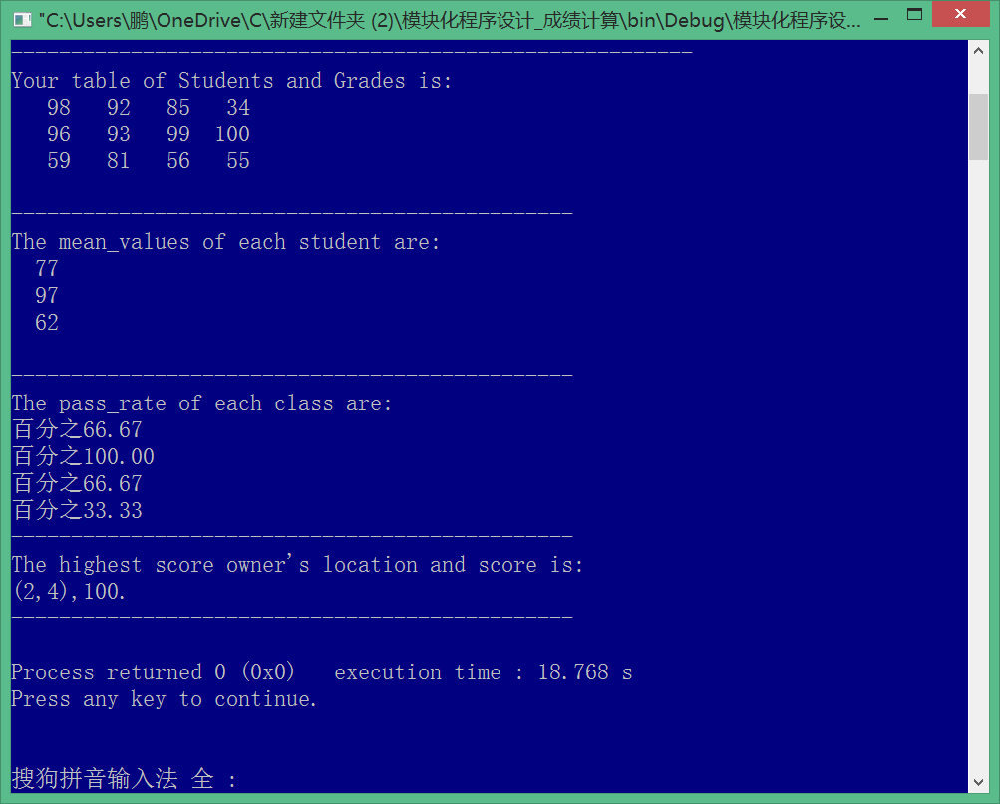 "C:\Users\鹏\OneDrive\C\新建文件夹 (2)\模块化程序设计_成绩计算\bin\Debug\模块化程序设...
---------------------------------------------------------
Your table of Students and Grades is:
98 92 85 34
96 93 99 100
59 81 56 55
-----------------------------------------------
The mean_values of each student are:
77
97
62
-----------------------------------------------
The pass_rate of each class are:
百分之66.67
百分之100.00
百分之66.67
百分之33.33
-----------------------------------------------
The highest score owner's location and score is:
(2,4),100.
-----------------------------------------------
Process returned 0 (0x0)   execution time : 18.768 s
Press any key to continue.
搜狗拼音输入法 全 :